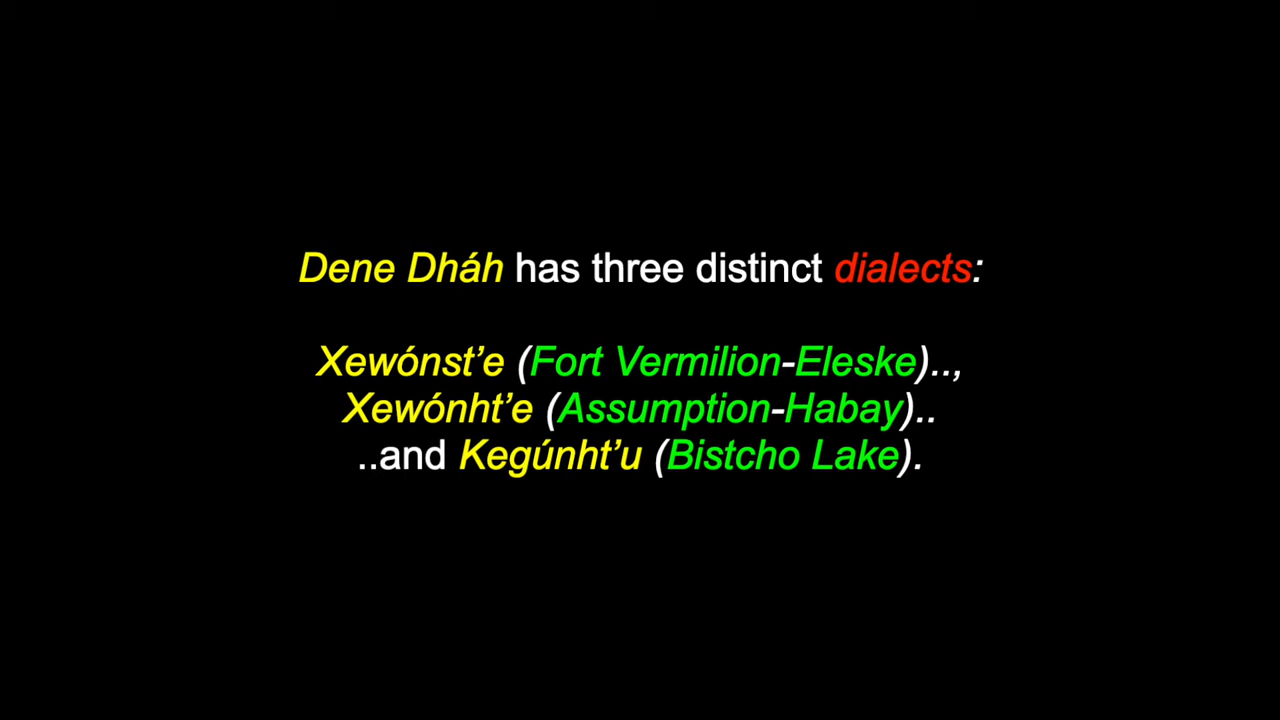 Dene Dháh has three distinct dialects:
Xewónst’e (Fort Vermilion-Eleske)..,
Xewónht’e (Assumption-Habay)..
..and Kegúnht’u (Bistcho Lake).